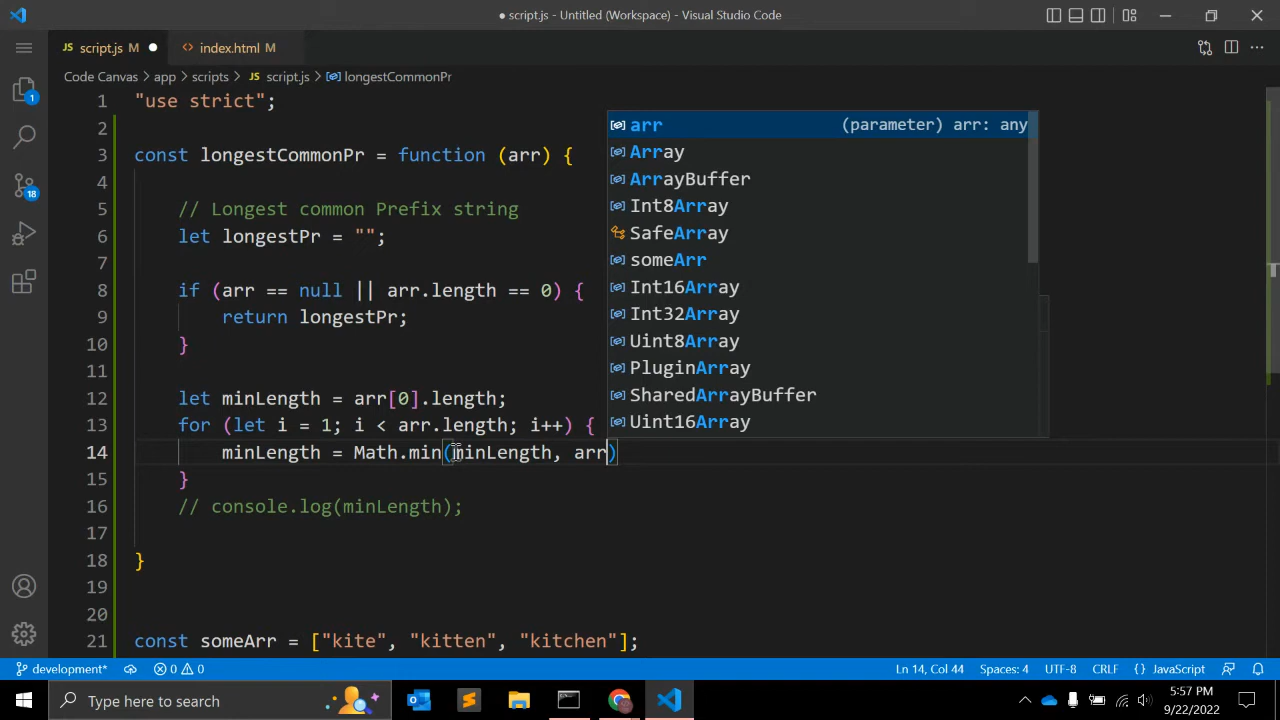 ● script.js - Untitled (Workspace) - Visual Studio Code
JS script.js M ●
<> index.html M
Code Canvas > app > scripts > JS script.js > longestCommonPr
1 "use strict";
2
3 const longestCommonPr = function (arr) {
4
5 // Longest common Prefix string
6 let longestPr = "";
7
8 if (arr == null || arr.length == 0) {
9 return longestPr;
10 }
11
12 let minLength = arr[0].length;
13 for (let i = 1; i < arr.length; i++) {
14 minLength = Math.min(minLength, arr)
15 }
16 // console.log(minLength);
17
18 }
19
20
21 const someArr = ["kite", "kitten", "kitchen"];
arr (parameter) arr: any
Array
ArrayBuffer
Int8Array
SafeArray
someArr
Int16Array
Int32Array
Uint8Array
PluginArray
SharedArrayBuffer
Uint16Array
1
18
development* 0 0 Ln 14, Col 44 Spaces: 4 UTF-8 CRLF {} JavaScript
Type here to search
5:57 PM
9/22/2022